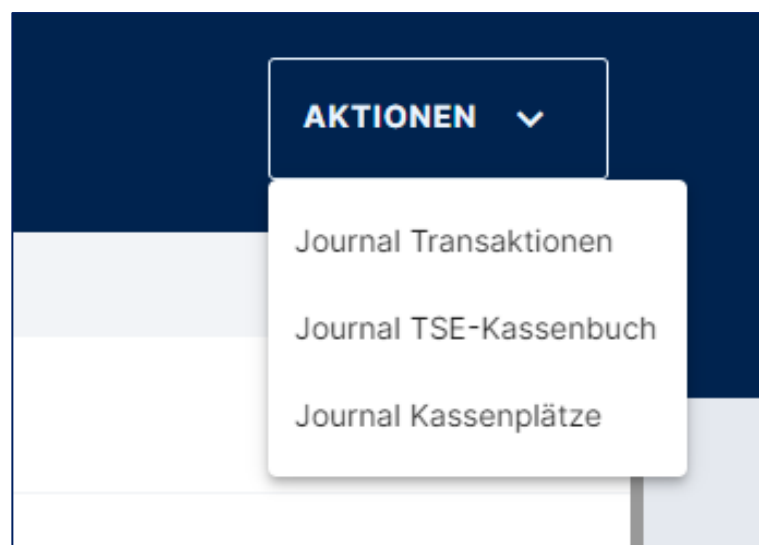 AKTIONEN
Journal Transaktionen
Journal TSE-Kassenbuch
Journal Kassenplätze